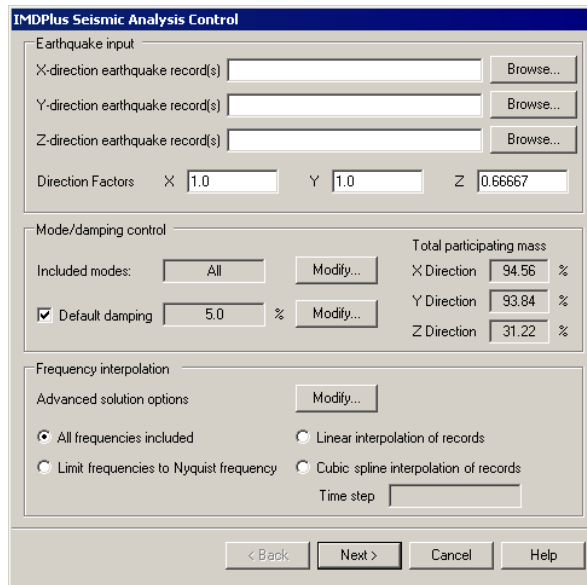 IMDPlus Seismic Analysis Control
Earthquake input
X-direction earthquake record(s) Browse...
Y-direction earthquake record(s) Browse...
Z-direction earthquake record(s) Browse...
Direction Factors X 1.0 Y 1.0 Z 0.66667
Mode/damping control
Total participating mass
Included modes: All Modify... X Direction 94.56 %
Default damping 5.0 % Modify... Y Direction 93.84 %
Z Direction 31.22 %
Frequency interpolation
Advanced solution options Modify...
All frequencies included Linear interpolation of records
Limit frequencies to Nyquist frequency Cubic spline interpolation of records
Time step
< Back Next > Cancel Help